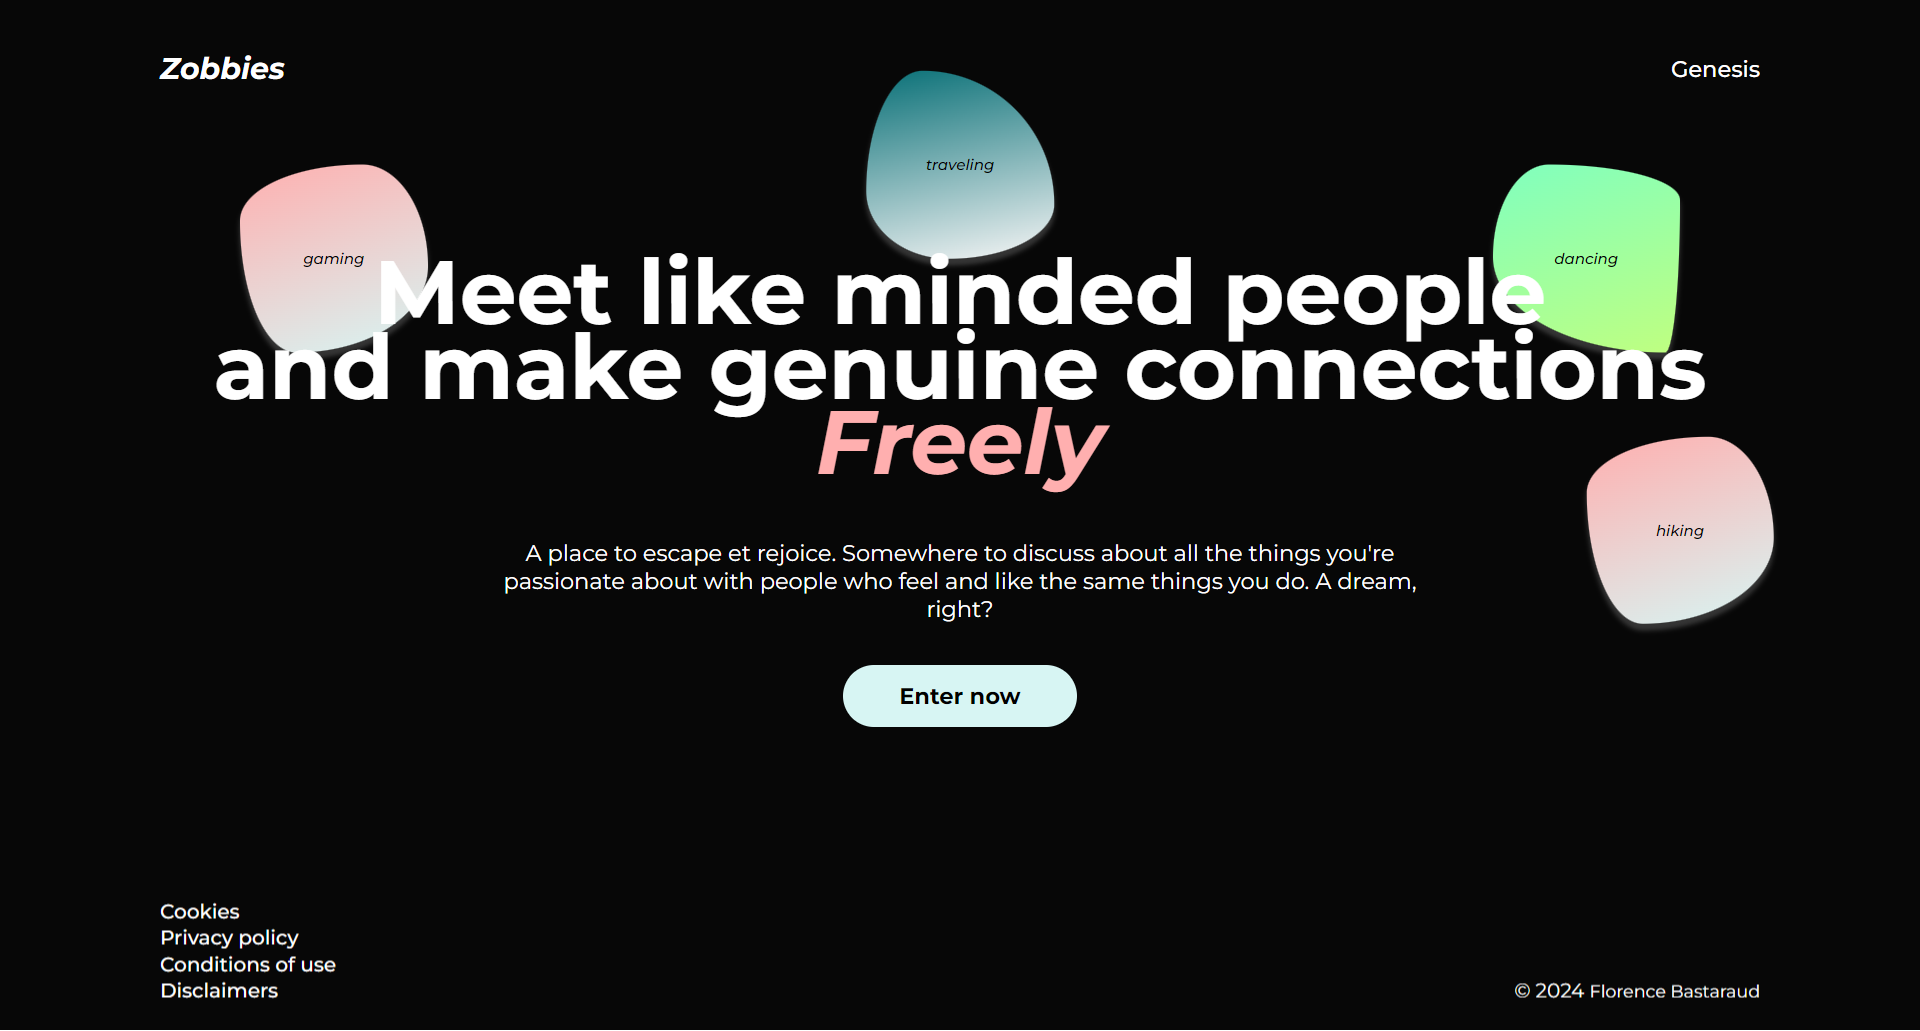 Zobbies
Genesis
traveling
gaming
dancing
Meet like minded people
and make genuine connections
Freely
hiking
A place to escape et rejoice. Somewhere to discuss about all the things you're
passionate about with people who feel and like the same things you do. A dream,
right?
Enter now
Cookies
Privacy policy
Conditions of use
Disclaimers
© 2024 Florence Bastaraud